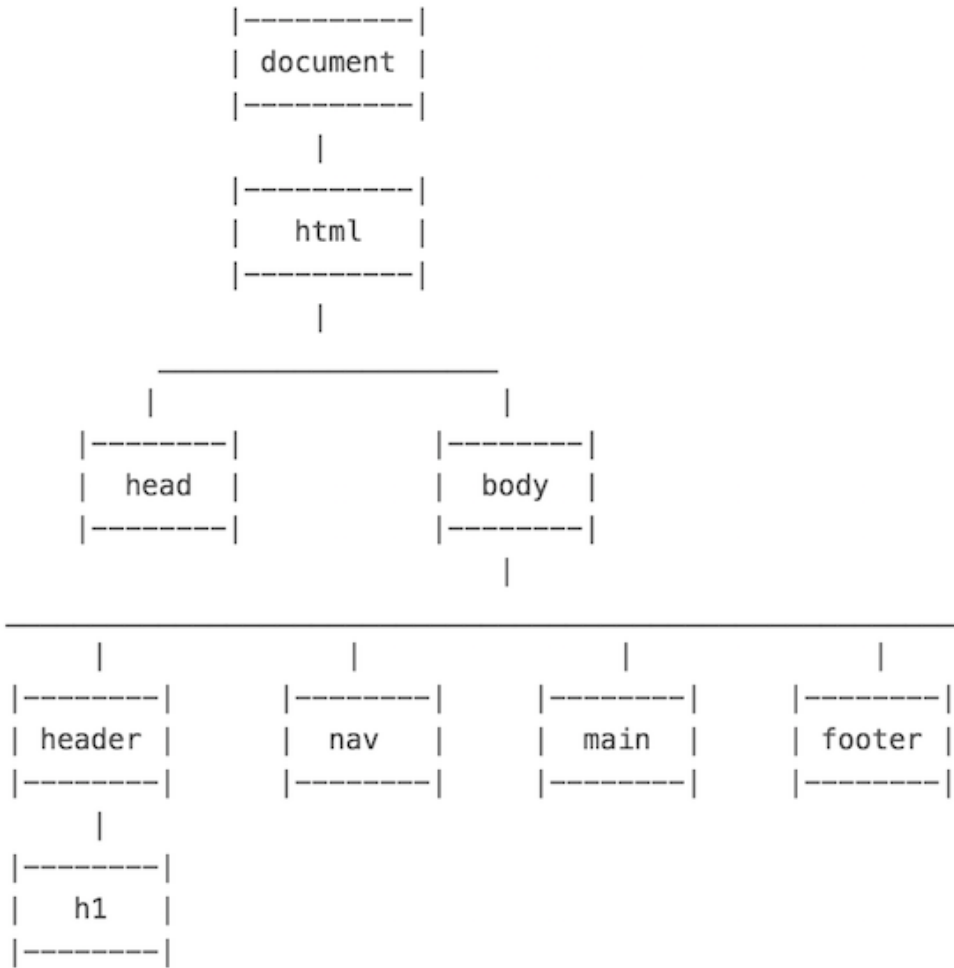 document
html
head body
header nav main footer
h1